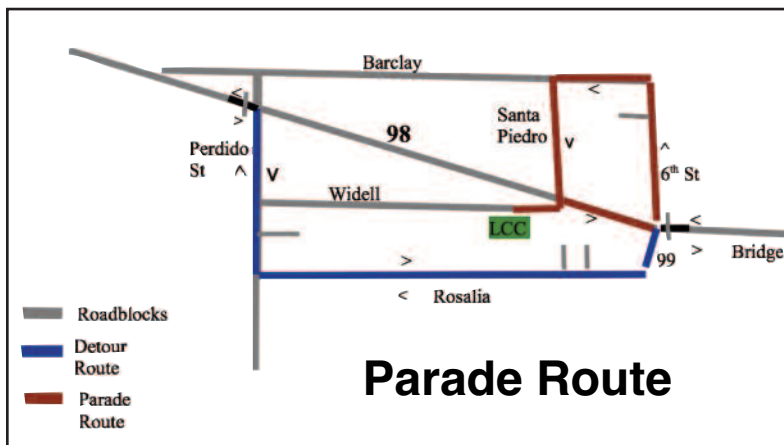 Barclay
<
<
>
98
Santa
Piedro
v
Perdido
St
^
v
^
6th St
Widell
>
LCC
<
>
99
Bridge
>
<
Rosalia
Roadblocks
Detour
Route
Parade
Route
Parade Route